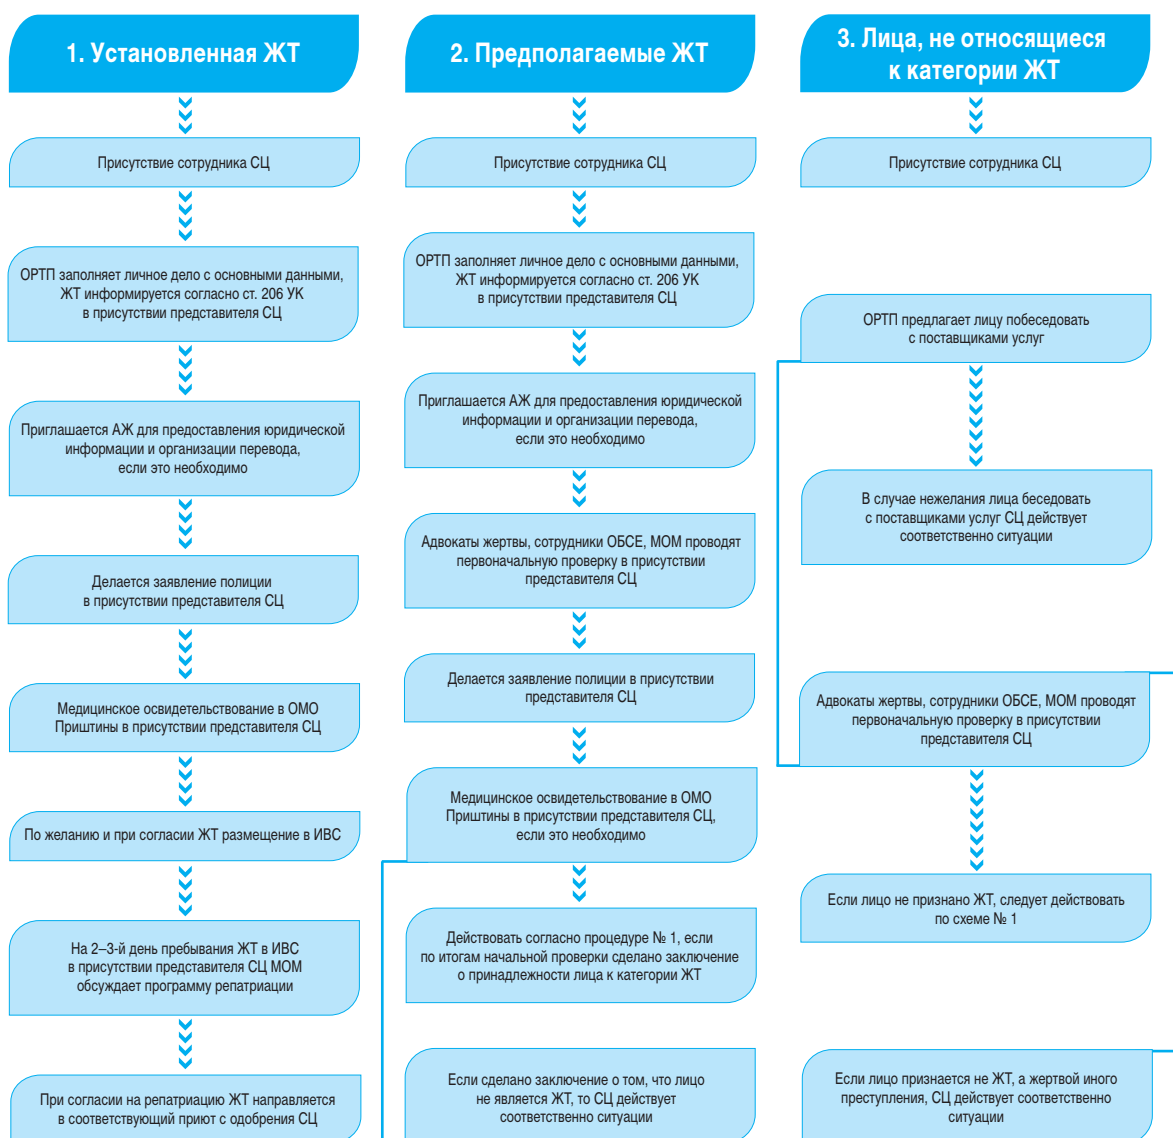 1. Установленная ЖТ
Присутствие сотрудника СЦ
ОРТП заполняет личное дело с основными данными,
ЖТ информируется согласно ст. 206 УК
в присутствии представителя СЦ
Приглашается АЖ для предоставления юридической
информации и организации перевода,
если это необходимо
Делается заявление полиции
в присутствии представителя СЦ
Медицинское освидетельствование в ОМО
Приштины в присутствии представителя СЦ
По желанию и при согласии ЖТ размещение в ИВС
На 2–3-й день пребывания ЖТ в ИВС
в присутствии представителя СЦ МОМ
обсуждает программу репатриации
При согласии на репатриацию ЖТ направляется
в соответствующий приют с одобрения СЦ
2. Предполагаемые ЖТ
Присутствие сотрудника СЦ
ОРТП заполняет личное дело с основными данными,
ЖТ информируется согласно ст. 206 УК
в присутствии представителя СЦ
Приглашается АЖ для предоставления юридической
информации и организации перевода,
если это необходимо
Адвокаты жертвы, сотрудники ОБСЕ, МОМ проводят
первоначальную проверку в присутствии
представителя СЦ
Делается заявление полиции в присутствии
представителя СЦ
Медицинское освидетельствование в ОМО
Приштины в присутствии представителя СЦ,
если это необходимо
Действовать согласно процедуре № 1, если
по итогам начальной проверки сделано заключение
о принадлежности лица к категории ЖТ
Если сделано заключение о том, что лицо
не является ЖТ, то СЦ действует
соответственно ситуации
3. Лица, не относящиеся
к категории ЖТ
Присутствие сотрудника СЦ
ОРТП предлагает лицу побеседовать
с поставщиками услуг
В случае нежелания лица беседовать
с поставщиками услуг СЦ действует
соответственно ситуации
Адвокаты жертвы, сотрудники ОБСЕ, МОМ проводят
первоначальную проверку в присутствии
представителя СЦ
Если лицо не признано ЖТ, следует действовать
по схеме № 1
Если лицо признается не ЖТ, а жертвой иного
преступления, СЦ действует соответственно
ситуации